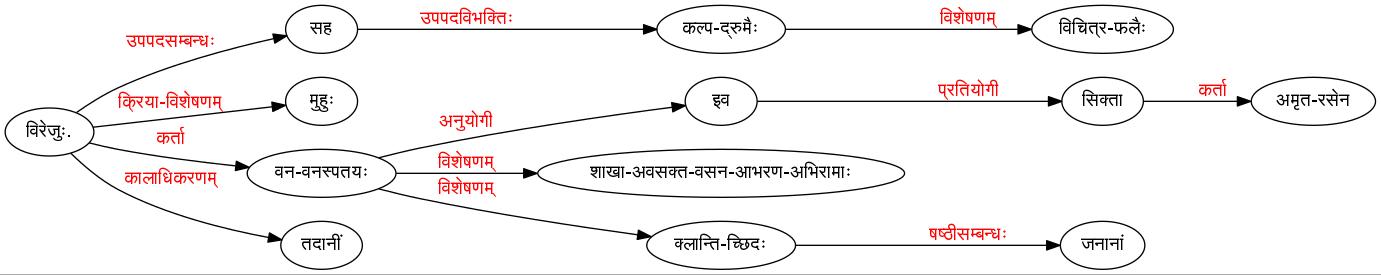 सह
उपपदविभक्तिः
कल्प-द्रुमैः
विशेषणम्
विचित्र-फलैः
उपपदसम्बन्धः
क्रिया-विशेषणम्
मुहुः
इव
प्रतियोगी
सिक्ता
कर्ता
अमृत-रसेन
अनुयोगी
विरेजुः.
कर्ता
वन-वनस्पतयः
विशेषणम्
शाखा-अवसक्त-वसन-आभरण-अभिरामाः
विशेषणम्
कालाधिकरणम्
तदानीं
क्लान्ति-च्छिदः
षष्ठीसम्बन्धः
जनानां